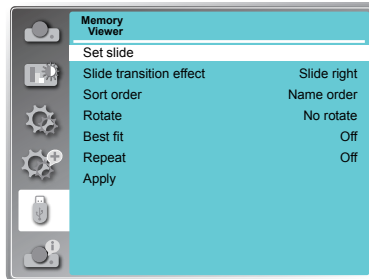 Memory
Viewer
Set slide
Slide transition effect Slide right
Sort order Name order
Rotate No rotate
Best fit Off
Repeat Off
Apply